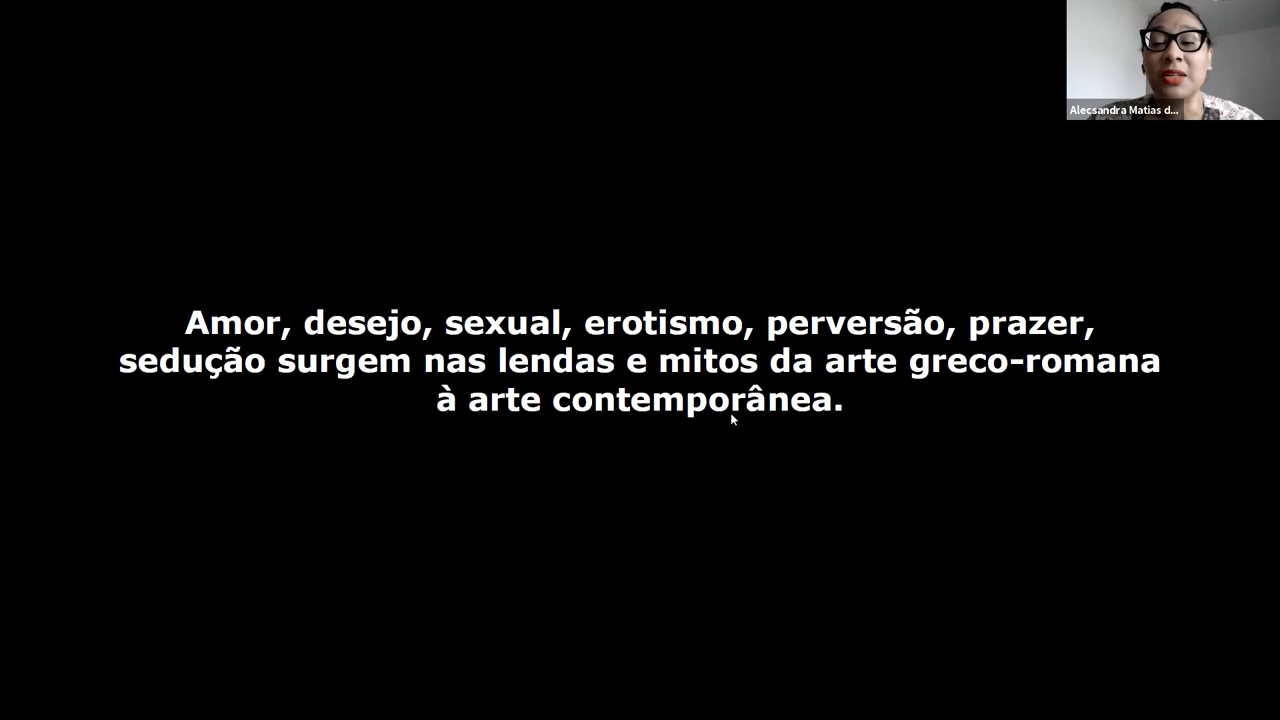 Alecsandra Matias d...
Amor, desejo, sexual, erotismo, perversão, prazer,
sedução surgem nas lendas e mitos da arte greco-romana
à arte contemporânea.